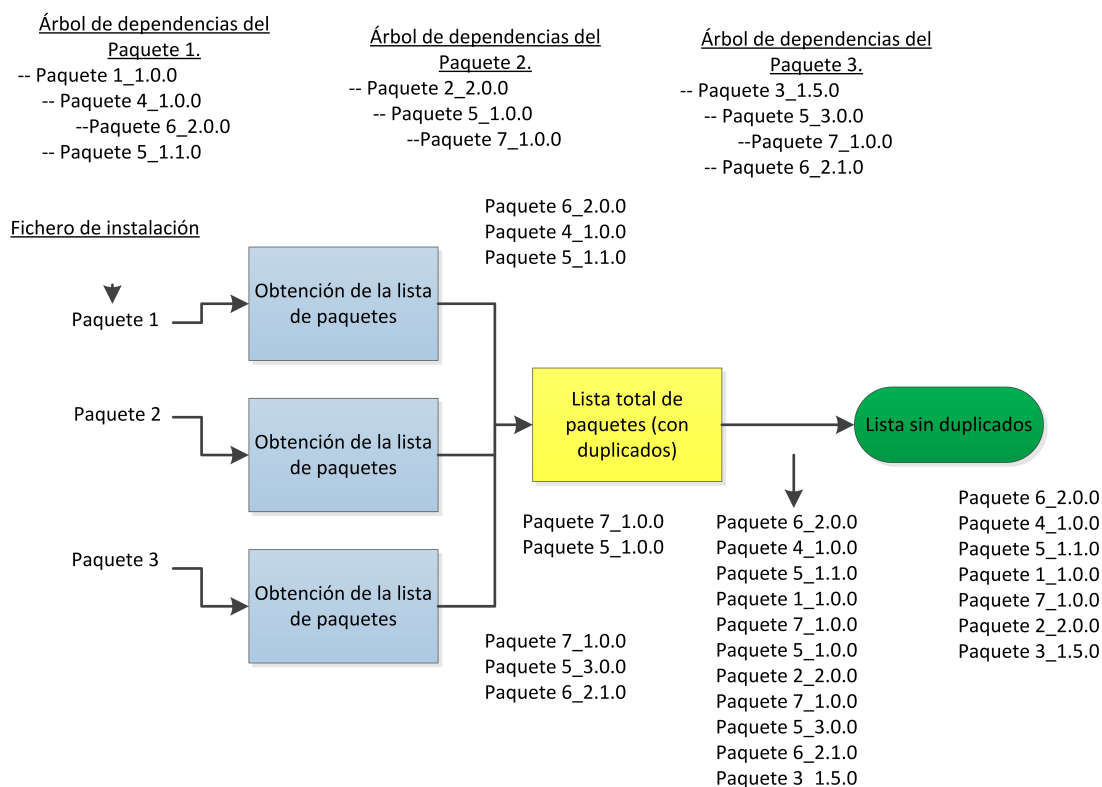 Árbol de dependencias del
Paquete 1.
-- Paquete 1_1.0.0
-- Paquete 4_1.0.0
--Paquete 6_2.0.0
-- Paquete 5_1.1.0
Árbol de dependencias del
Paquete 2.
-- Paquete 2_2.0.0
-- Paquete 5_1.0.0
--Paquete 7_1.0.0
Árbol de dependencias del
Paquete 3.
-- Paquete 3_1.5.0
-- Paquete 5_3.0.0
--Paquete 7_1.0.0
-- Paquete 6_2.1.0
Fichero de instalación
Paquete 1
Paquete 2
Paquete 3
Obtención de la lista
de paquetes
Obtención de la lista
de paquetes
Obtención de la lista
de paquetes
Paquete 6_2.0.0
Paquete 4_1.0.0
Paquete 5_1.1.0
Lista total de
paquetes (con
duplicados)
Lista sin duplicados
Paquete 7_1.0.0
Paquete 5_1.0.0
Paquete 7_1.0.0
Paquete 5_3.0.0
Paquete 6_2.1.0
Paquete 6_2.0.0
Paquete 4_1.0.0
Paquete 5_1.1.0
Paquete 1_1.0.0
Paquete 7_1.0.0
Paquete 5_1.0.0
Paquete 2_2.0.0
Paquete 7_1.0.0
Paquete 5_3.0.0
Paquete 6_2.1.0
Paquete 3_1.5.0
Paquete 6_2.0.0
Paquete 4_1.0.0
Paquete 5_1.1.0
Paquete 1_1.0.0
Paquete 7_1.0.0
Paquete 2_2.0.0
Paquete 3_1.5.0